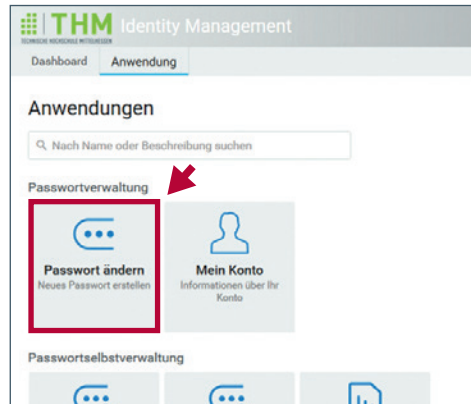 THM Identity Management
TECHNISCHE HOCHSCHULE MITTELHESSEN
Dashboard Anwendung
Anwendungen
Nach Name oder Beschreibung suchen
Passwortverwaltung
Passwort ändern
Neues Passwort erstellen
Mein Konto
Informationen über Ihr
Konto
Passwortselbstverwaltung